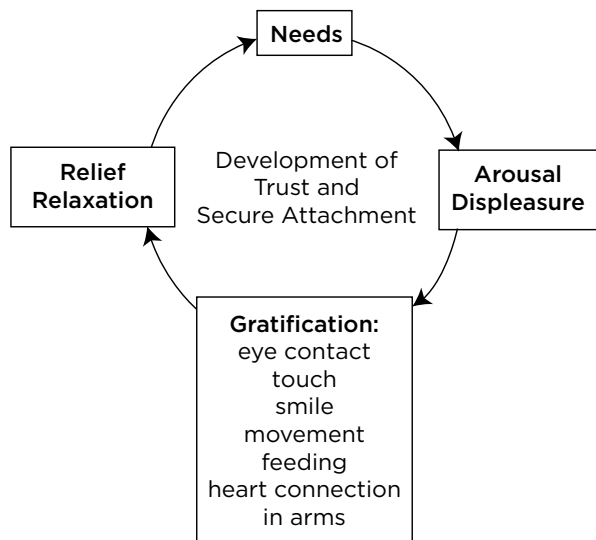 Needs
Relief
Relaxation
Development of
Trust and
Secure Attachment
Arousal
Displeasure
Gratification:
eye contact
touch
smile
movement
feeding
heart connection
in arms